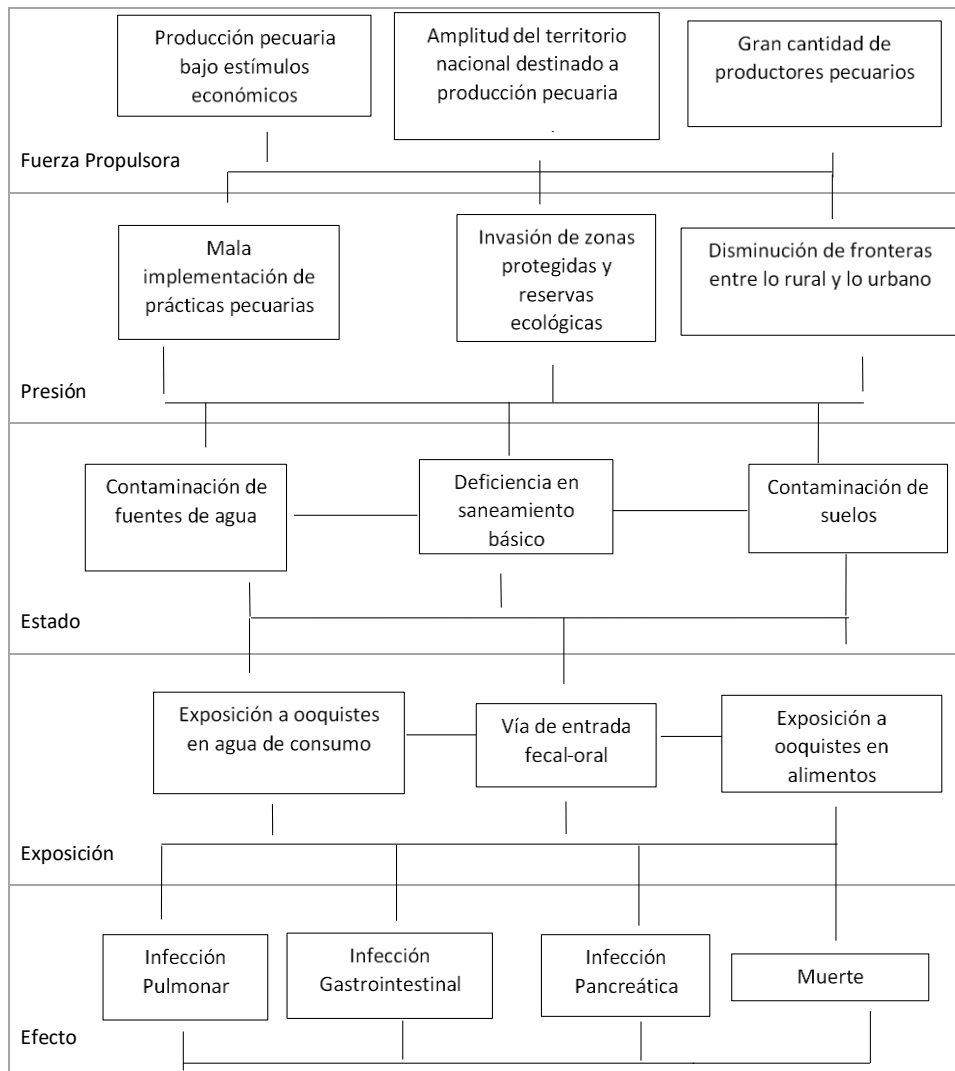 Producción pecuaria
bajo estímulos
económicos
Amplitud del territorio
nacional destinado a
producción pecuaria
Gran cantidad de
productores pecuarios
Fuerza Propulsora
Mala
implementación de
prácticas pecuarias
Invasión de zonas
protegidas y
reservas
ecológicas
Disminución de fronteras
entre lo rural y lo urbano
Presión
Contaminación de
fuentes de agua
Deficiencia en
saneamiento
básico
Contaminación de
suelos
Estado
Exposición a ooquistes
en agua de consumo
Vía de entrada
fecal-oral
Exposición a
ooquistes en
alimentos
Exposición
Infección
Pulmonar
Infección
Gastrointestinal
Infección
Pancreática
Muerte
Efecto